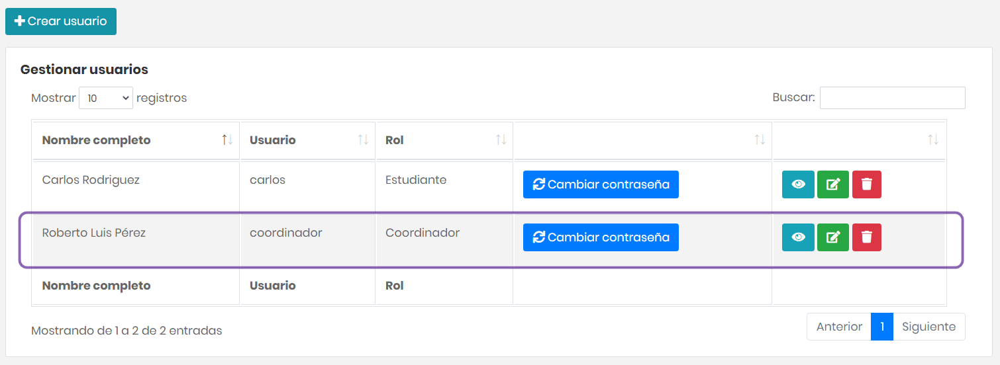 Crear usuario
Gestionar usuarios
Mostrar 10 registros
Buscar:
Nombre completo Usuario Rol
Carlos Rodriguez carlos Estudiante Cambiar contraseña
Roberto Luis Pérez coordinador Coordinador Cambiar contraseña
Nombre completo Usuario Rol
Mostrando de 1 a 2 de 2 entradas
Anterior 1 Siguiente